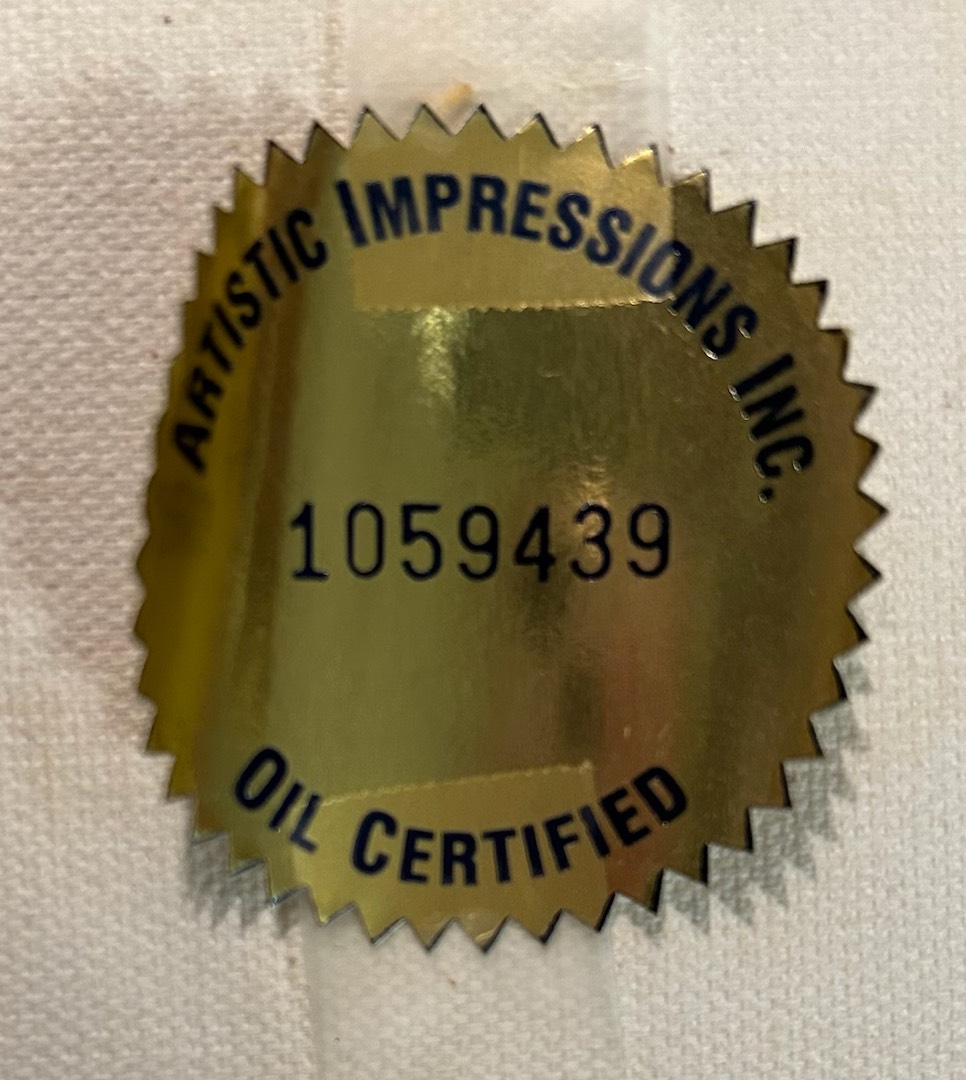 ARTISTIC IMPRESSIONS INC.
1059439
OIL CERTIFIED